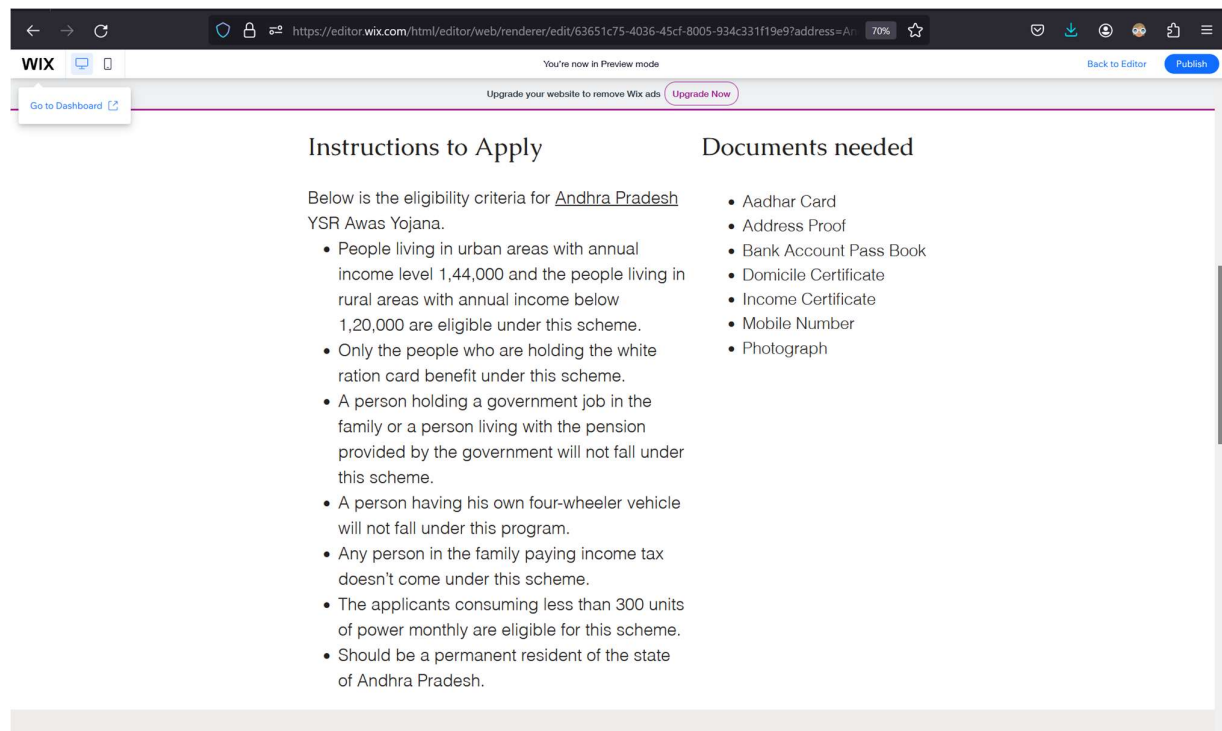 https://editor.wix.com/html/editor/web/renderer/edit/63651c75-4036-45cf-8005-934c331f19e9?address=An
70%
WIX
You're now in Preview mode
Back to Editor
Publish
Go to Dashboard
Upgrade your website to remove Wix ads
Upgrade Now
Instructions to Apply
Below is the eligibility criteria for Andhra Pradesh
YSR Awas Yojana.
• People living in urban areas with annual
income level 1,44,000 and the people living in
rural areas with annual income below
1,20,000 are eligible under this scheme.
• Only the people who are holding the white
ration card benefit under this scheme.
• A person holding a government job in the
family or a person living with the pension
provided by the government will not fall under
this scheme.
• A person having his own four-wheeler vehicle
will not fall under this program.
• Any person in the family paying income tax
doesn't come under this scheme.
• The applicants consuming less than 300 units
of power monthly are eligible for this scheme.
• Should be a permanent resident of the state
of Andhra Pradesh.
Documents needed
• Aadhar Card
• Address Proof
• Bank Account Pass Book
• Domicile Certificate
• Income Certificate
• Mobile Number
• Photograph